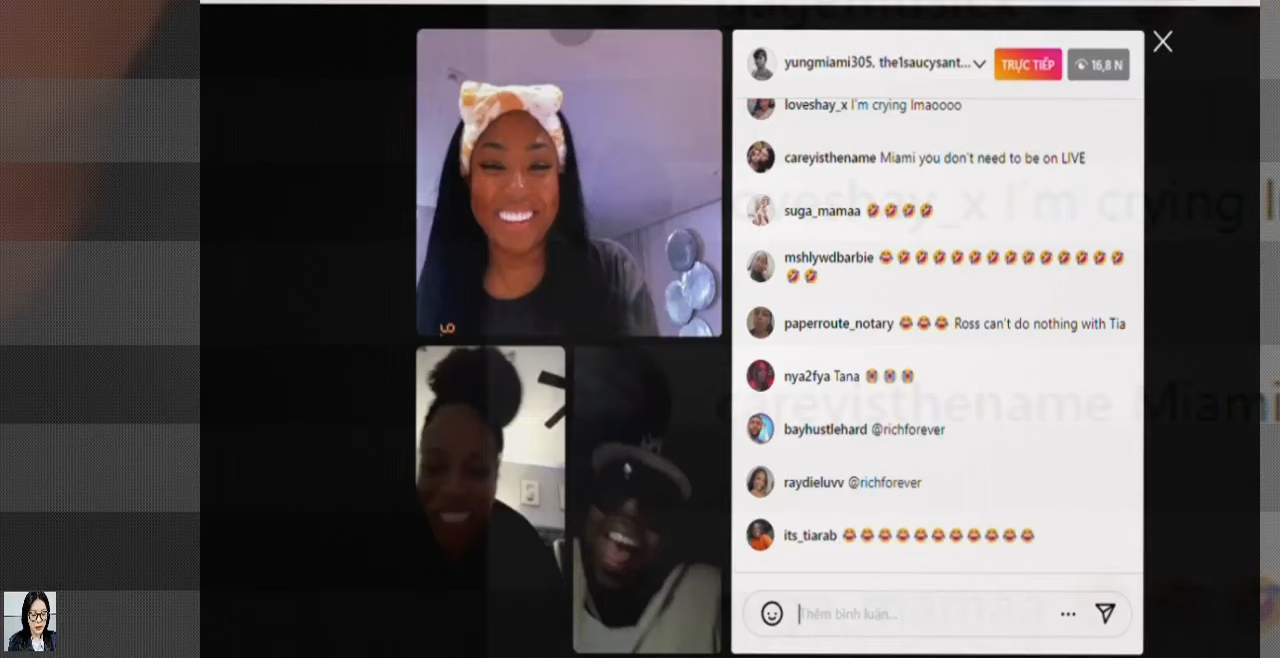 yungmiami305, the1saucysant...
TRỰC TIẾP
16,8 N
loveshay_x I'm crying lmaoooo
careyisthename Miami you don't need to be on LIVE
suga_mamaa 🤣🤣🤣🤣
mshlywdbarbie 😂🤣🤣🤣🤣🤣🤣🤣🤣🤣🤣🤣🤣🤣
🤣🤣
paperroute_notary 😂😂😂 Ross can't do nothing with Tia
nya2fya Tana 😭😭😭
bayhustlehard @richforever
raydieluvv @richforever
its_tiarab 😂😂😂😂😂😂😂😂😂😂😂
Thêm bình luận...